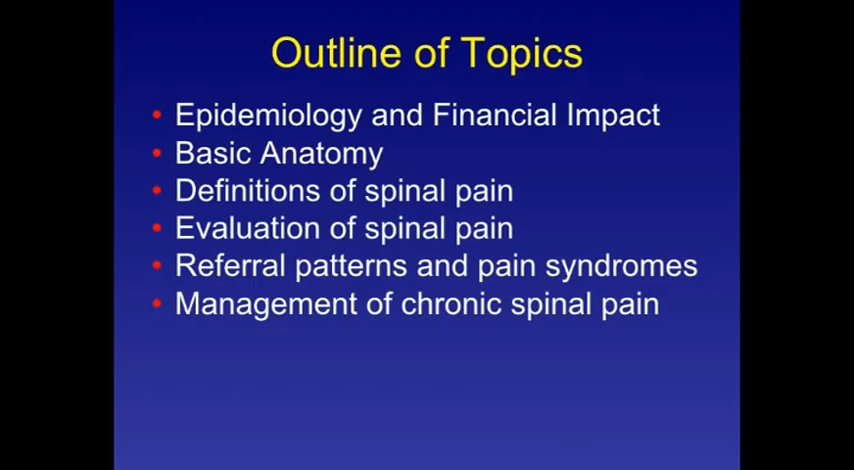 Outline of Topics
• Epidemiology and Financial Impact
• Basic Anatomy
• Definitions of spinal pain
• Evaluation of spinal pain
• Referral patterns and pain syndromes
• Management of chronic spinal pain